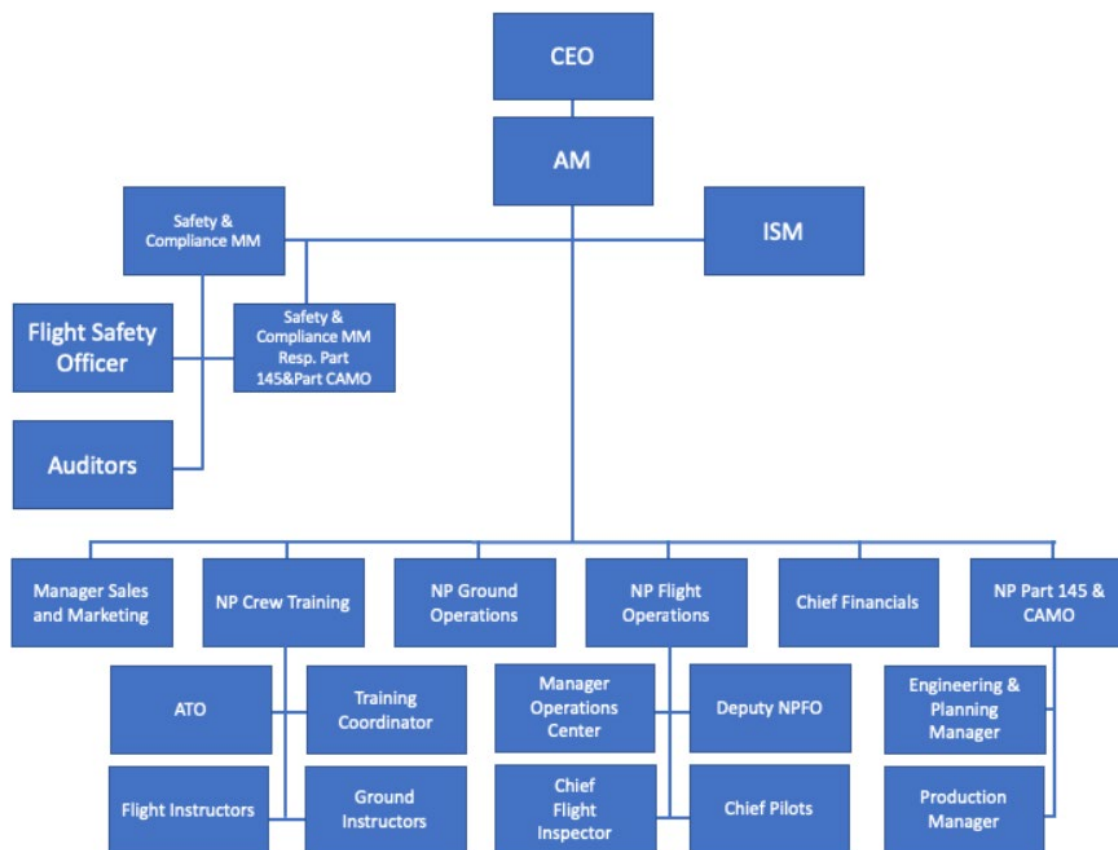 CEO
AM
Safety &
Compliance MM
ISM
Flight Safety
Officer
Safety &
Compliance MM
Resp. Part
145&Part CAMO
Auditors
Manager Sales
and Marketing
NP Crew Training
NP Ground
Operations
NP Flight
Operations
Chief Financials
NP Part 145 &
CAMO
ATO
Training
Coordinator
Manager
Operations
Center
Deputy NPFO
Engineering &
Planning
Manager
Flight Instructors
Ground
Instructors
Chief
Flight
Inspector
Chief Pilots
Production
Manager